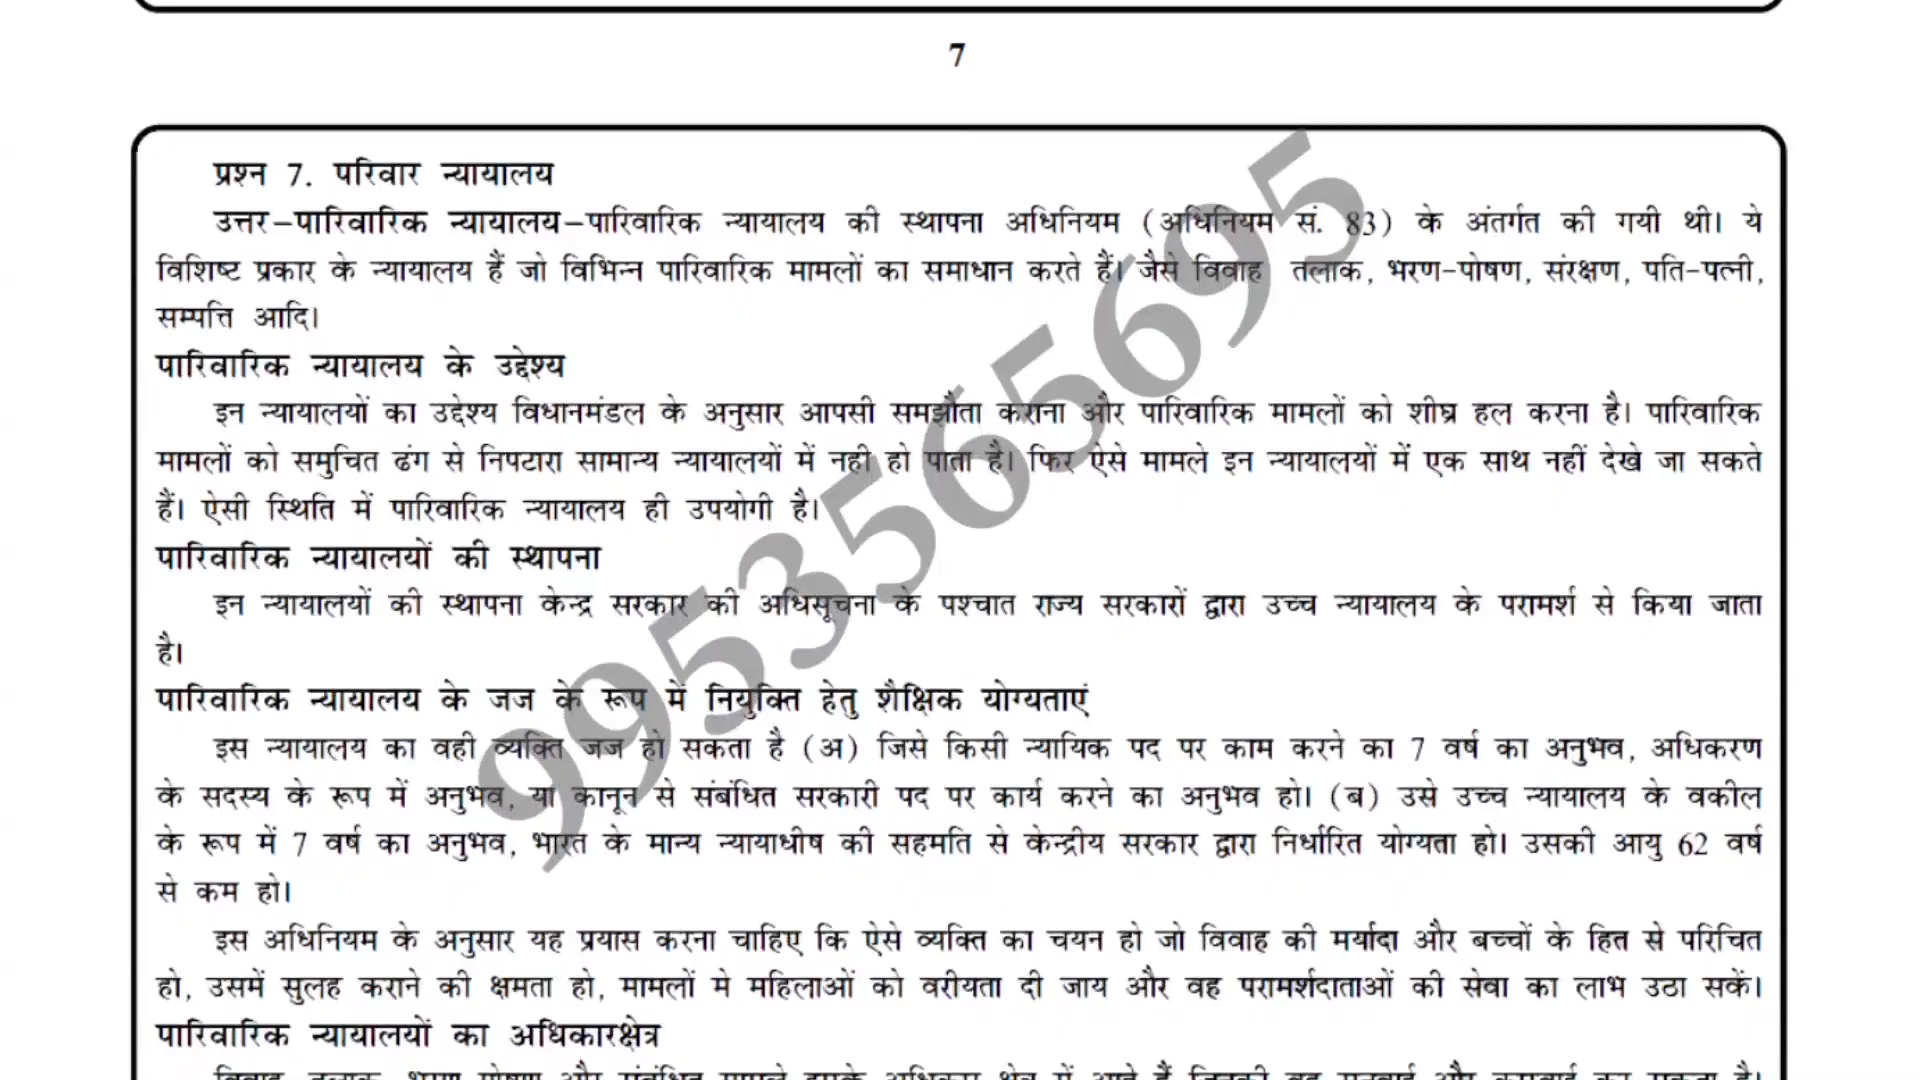 7
प्रश्न 7. परिवार न्यायालय
उत्तर–पारिवारिक न्यायालय–पारिवारिक न्यायालय की स्थापना अधिनियम (अधिनियम सं. 83) के अंतर्गत की गयी थी। ये
विशिष्ट प्रकार के न्यायालय हैं जो विभिन्न पारिवारिक मामलों का समाधान करते हैं। जैसे विवाह तलाक, भरण-पोषण, संरक्षण, पति-पत्नी,
सम्पत्ति आदि।
पारिवारिक न्यायालय के उद्देश्य
इन न्यायालयों का उद्देश्य विधानमंडल के अनुसार आपसी समझौता कराना और पारिवारिक मामलों को शीघ्र हल करना है। पारिवारिक
मामलों को समुचित ढंग से निपटारा सामान्य न्यायालयों में नही हो पाता है। फिर ऐसे मामले इन न्यायालयों में एक साथ नहीं देखे जा सकते
हैं। ऐसी स्थिति में पारिवारिक न्यायालय ही उपयोगी है।
पारिवारिक न्यायालयों की स्थापना
इन न्यायालयों की स्थापना केन्द्र सरकार की अधिसूचना के पश्चात राज्य सरकारों द्वारा उच्च न्यायालय के परामर्श से किया जाता
है।
पारिवारिक न्यायालय के जज के रूप में नियुक्ति हेतु शैक्षिक योग्यताएं
इस न्यायालय का वही व्यक्ति जज हो सकता है (अ) जिसे किसी न्यायिक पद पर काम करने का 7 वर्ष का अनुभव, अधिकरण
के सदस्य के रूप में अनुभव, या कानून से संबंधित सरकारी पद पर कार्य करने का अनुभव हो। (ब) उसे उच्च न्यायालय के वकील
के रूप में 7 वर्ष का अनुभव, भारत के मान्य न्यायाधीष की सहमति से केन्द्रीय सरकार द्वारा निर्धारित योग्यता हो। उसकी आयु 62 वर्ष
से कम हो।
इस अधिनियम के अनुसार यह प्रयास करना चाहिए कि ऐसे व्यक्ति का चयन हो जो विवाह की मर्यादा और बच्चों के हित से परिचित
हो, उसमें सुलह कराने की क्षमता हो, मामलों मे महिलाओं को वरीयता दी जाय और वह परामर्शदाताओं की सेवा का लाभ उठा सकें।
पारिवारिक न्यायालयों का अधिकारक्षेत्र
9953565695